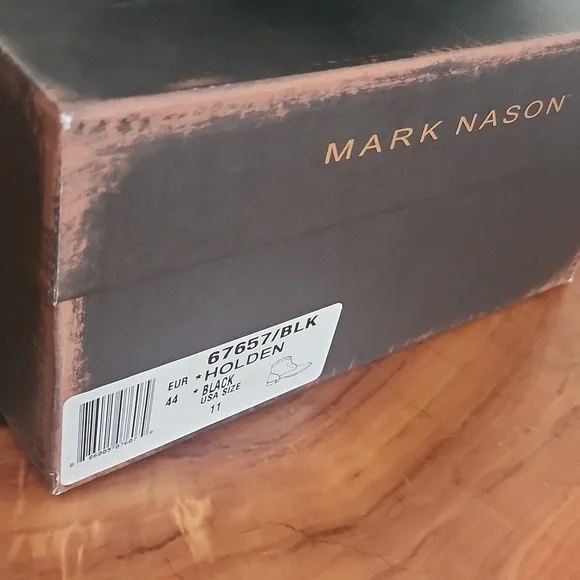 MARK NASON
67657/BLK
EUR * HOLDEN
44 * BLACK
USA SIZE
11